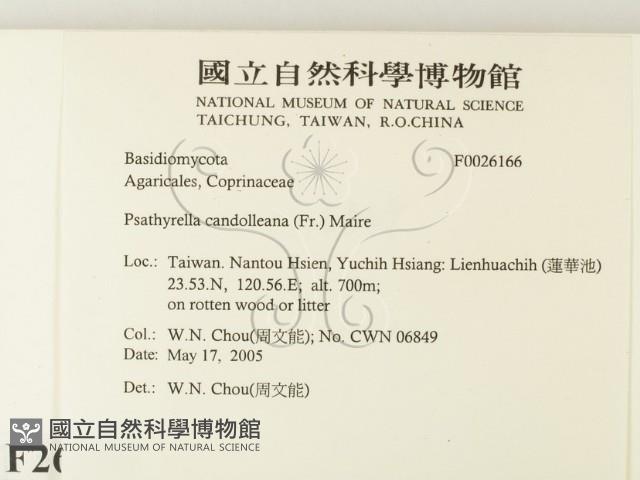 國立自然科學博物館
NATIONAL MUSEUM OF NATURAL SCIENCE
TAICHUNG, TAIWAN, R.O.CHINA
Basidiomycota F0026166
Agaricales, Coprinaceae
Psathyrella candolleana (Fr.) Maire
Loc.: Taiwan. Nantou Hsien, Yuchih Hsiang: Lienhuachih (蓮華池)
23.53.N, 120.56.E; alt. 700m;
on rotten wood or litter
Col.: W.N. Chou(周文能); No. CWN 06849
Date: May 17, 2005
Det.: W.N. Chou(周文能)
國立自然科學博物館
NATIONAL MUSEUM OF NATURAL SCIENCE